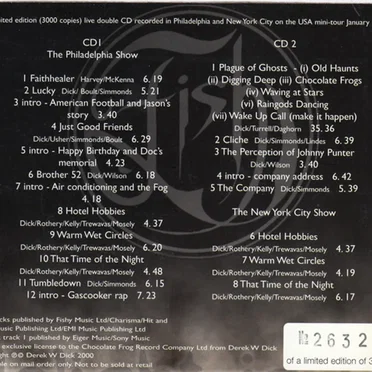 limited edition (3000 copies) live double CD recorded in Philadelphia and New York City on the USA mini-tour January
CD1
The Philadelphia Show
1 Faithhealer Harvey/McKenna 6.19
2 Lucky Dick/Boult/Simmonds 5.21
3 intro - American Football and Jason's
story 3.40
4 Just Good Friends
Dick/Usher/Simmonds/Boult 6.29
5 intro - Happy Birthday and Doc's
memorial 4.23
6 Brother 52 Dick/Wilson 6.18
7 intro - Air conditioning and the Fog
4.18
8 Hotel Hobbies
Dick/Rothery/Kelly/Trewavas/Mosely 4.37
9 Warm Wet Circles
Dick/Rothery/Kelly/Trewavas/Mosely 6.20
10 That Time of the Night
Dick/Rothery/Kelly/Trewavas/Mosely 4.48
11 Tumbledown Dick/Simmonds 6.15
12 intro - Gascooker rap 7.23
CD 2
1 Plague of Ghosts - (i) Old Haunts
(ii) Digging Deep (iii) Chocolate Frogs
(iv) Waving at Stars
(vi) Raingods Dancing
(vii) Wake Up Call (make it happen)
Dick/Turrell/Daghorn 35.36
2 Cliche Dick/Simmonds/Lindes 6.39
3 The Perception of Johnny Punter
Dick/Wilson 3.40
4 intro - company address 6.42
5 The Company Dick/Simmonds 5.39
The New York City Show
6 Hotel Hobbies
Dick/Rothery/Kelly/Trewavas/Mosely 4.37
7 Warm Wet Circles
Dick/Rothery/Kelly/Trewavas/Mosely 4.19
8 That Time of the Night
Dick/Rothery/Kelly/Trewavas/Mosely 6.17
Fish
tracks published by Fishy Music Ltd/Charisma/Hit and
Music Publishing Ltd/EMI Music Publishing Ltd
track 1 published by Eiger Music/Sony Music
exclusive license to the Chocolate Frog Record Company Ltd from Derek W Dick
©© Derek W Dick 2000
on mail order only. Not to be sold at retail
№ 2632
of a limited edition of 3